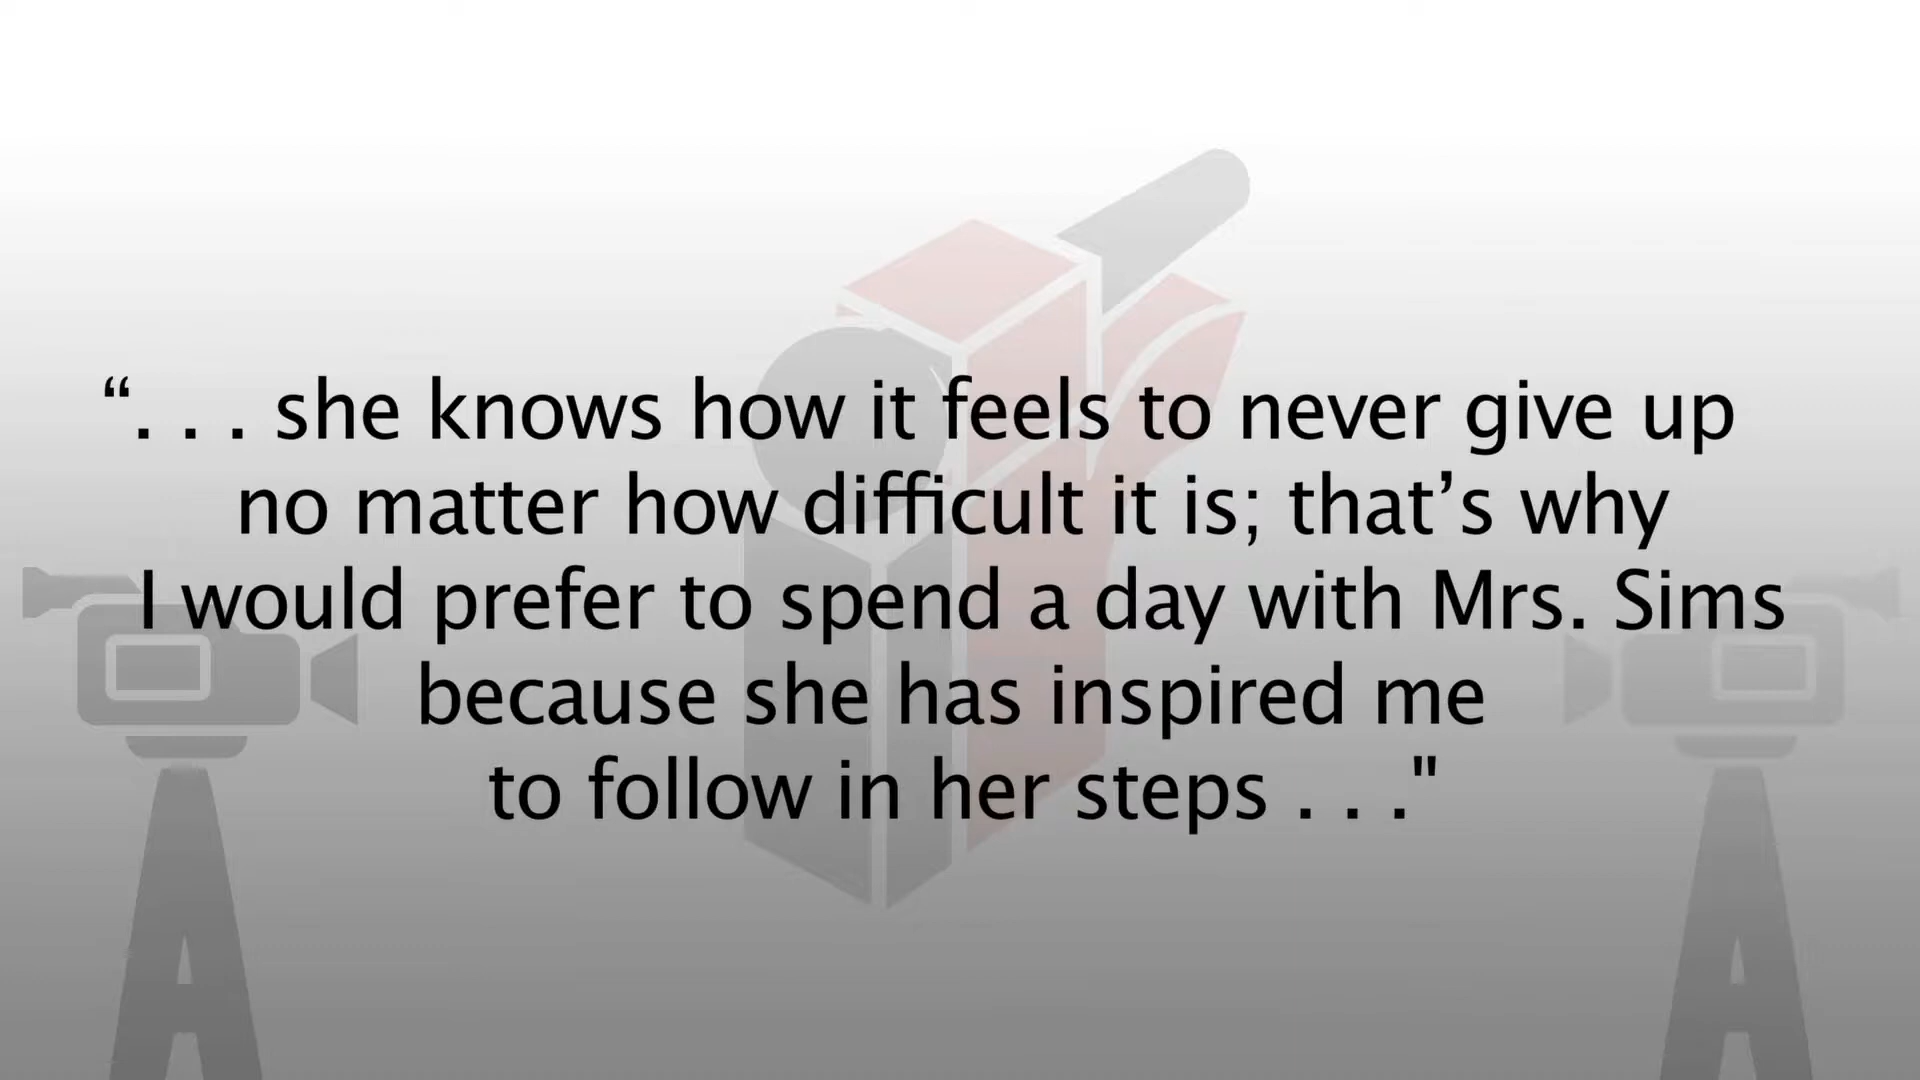 “. . . she knows how it feels to never give up
no matter how difficult it is; that’s why
I would prefer to spend a day with Mrs. Sims
because she has inspired me
to follow in her steps . . ."